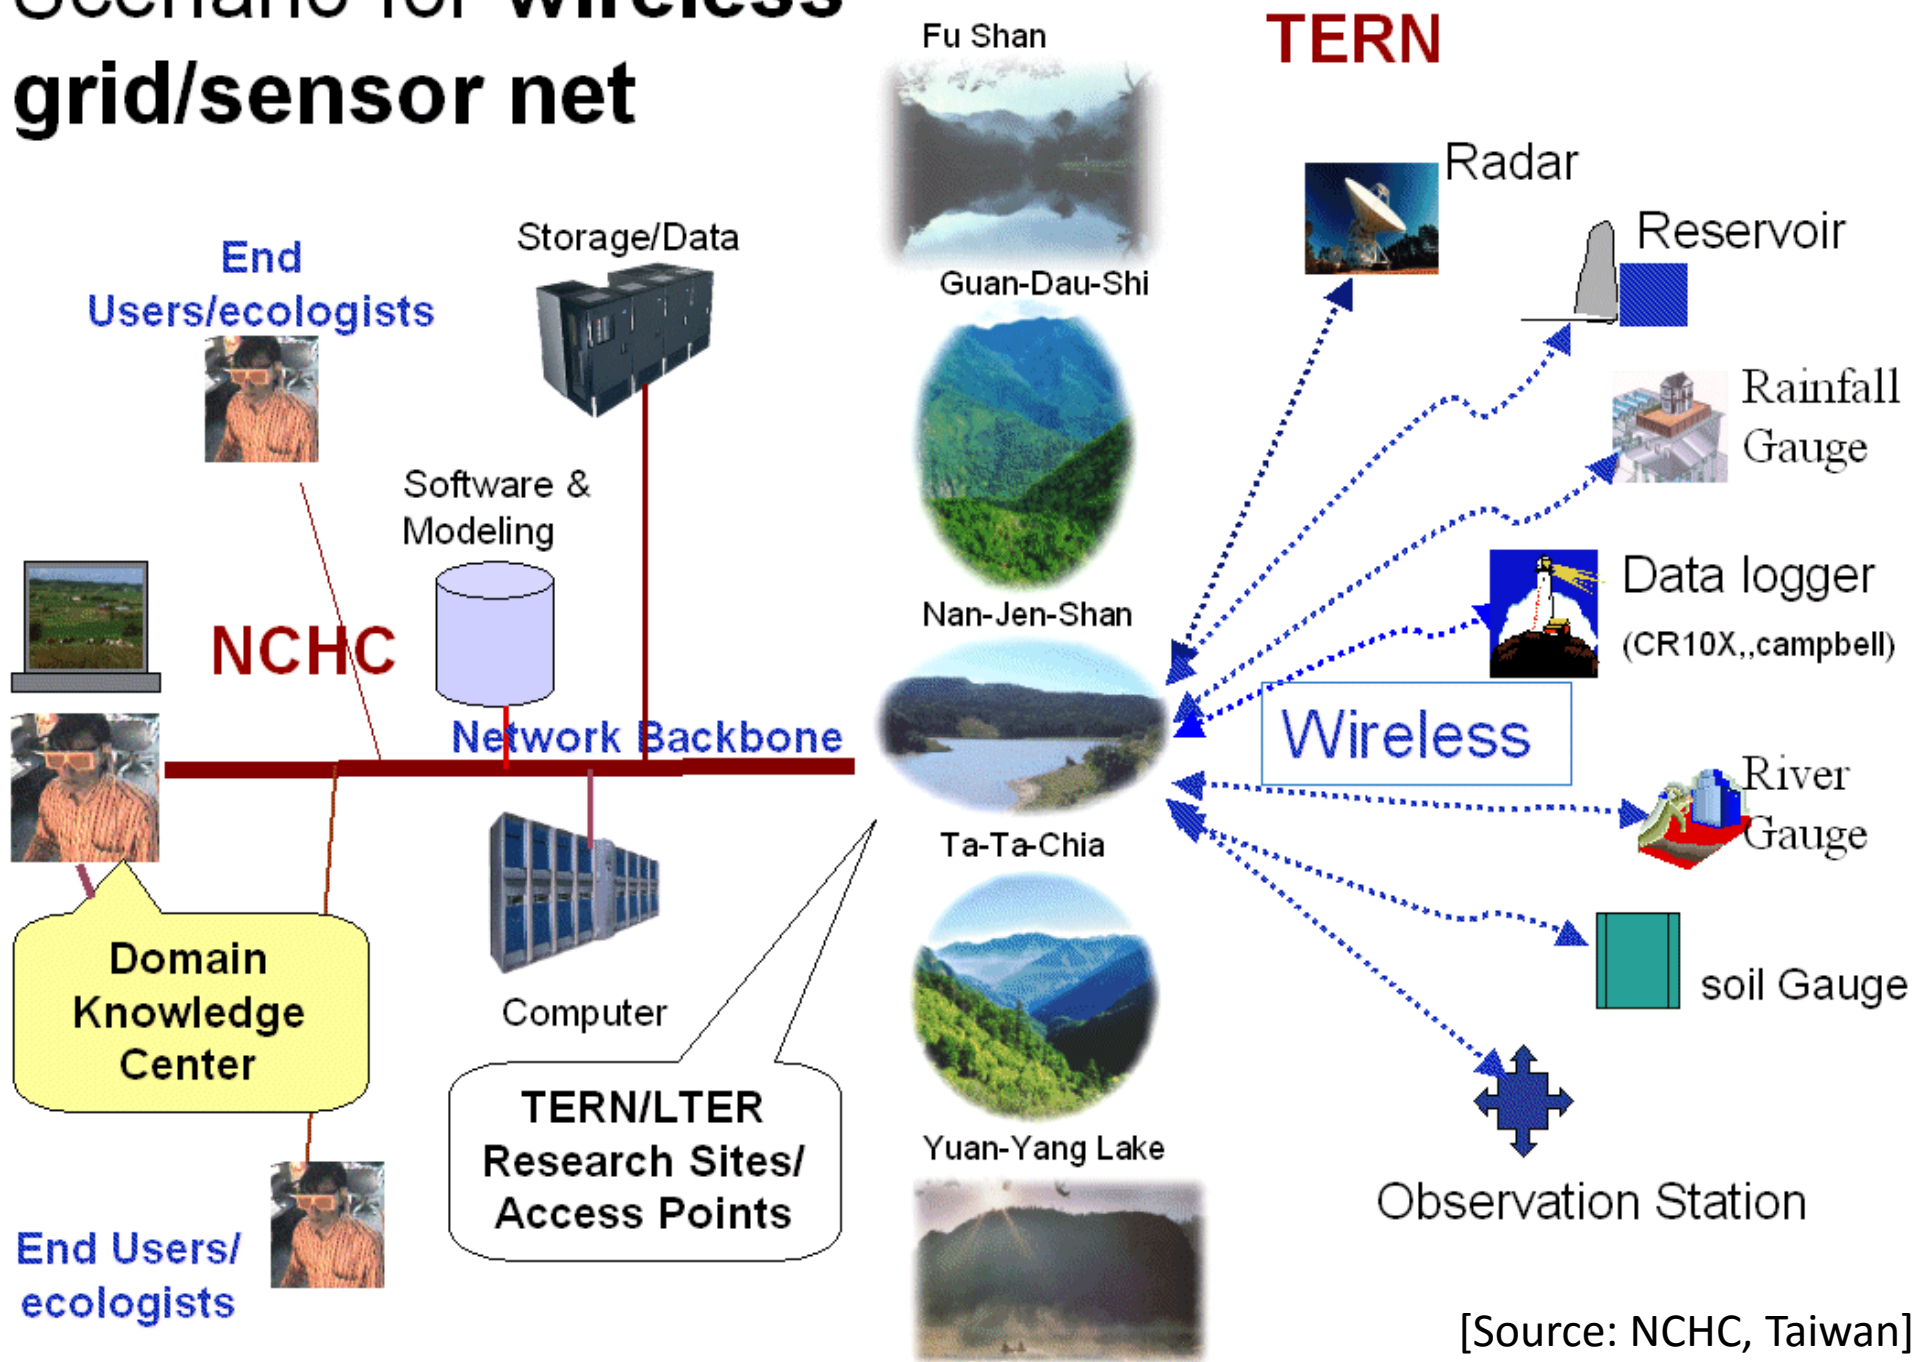 Scenario for wireless
grid/sensor net
TERN
Fu Shan
Radar
Reservoir
Storage/Data
End
Users/ecologists
Guan-Dau-Shi
Rainfall
Gauge
Software &
Modeling
Data logger
(CR10X,,campbell)
Nan-Jen-Shan
NCHC
Network Backbone
Wireless
River
Gauge
Ta-Ta-Chia
Domain
Knowledge
Center
Computer
soil Gauge
TERN/LTER
Research Sites/
Access Points
Yuan-Yang Lake
Observation Station
End Users/
ecologists
[Source: NCHC, Taiwan]